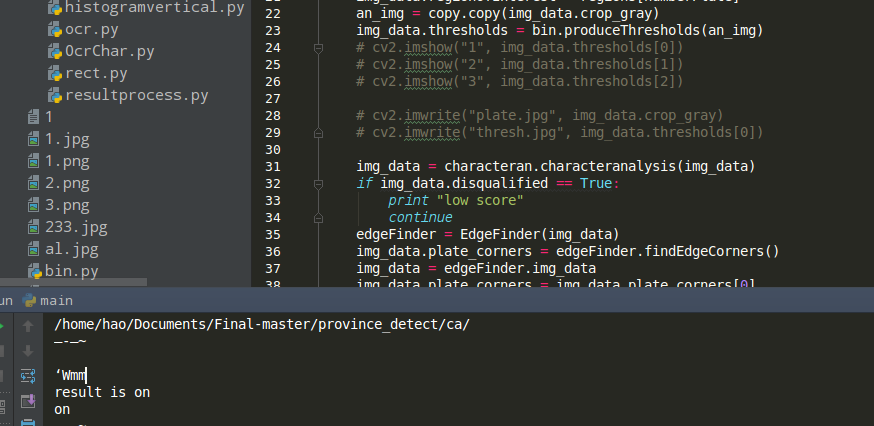 histogramvertical.py
ocr.py
OcrChar.py
rect.py
resultprocess.py
1
1.jpg
1.png
2.png
3.png
233.jpg
al.jpg
bin.py
22 an_img = copy.copy(img_data.crop_gray)
23 img_data.thresholds = bin.produceThresholds(an_img)
24 # cv2.imshow("1", img_data.thresholds[0])
25 # cv2.imshow("2", img_data.thresholds[1])
26 # cv2.imshow("3", img_data.thresholds[2])
27
28 # cv2.imwrite("plate.jpg", img_data.crop_gray)
29 # cv2.imwrite("thresh.jpg", img_data.thresholds[0])
30
31 img_data = characteran.characteranalysis(img_data)
32 if img_data.disqualified == True:
33 print "low score"
34 continue
35 edgeFinder = EdgeFinder(img_data)
36 img_data.plate_corners = edgeFinder.findEdgeCorners()
37 img_data = edgeFinder.img_data
38 img_data.plate_corners = img_data.plate_corners[0]
un main
/home/hao/Documents/Final-master/province_detect/ca/
—-—~
‘Wmm
result is on
on